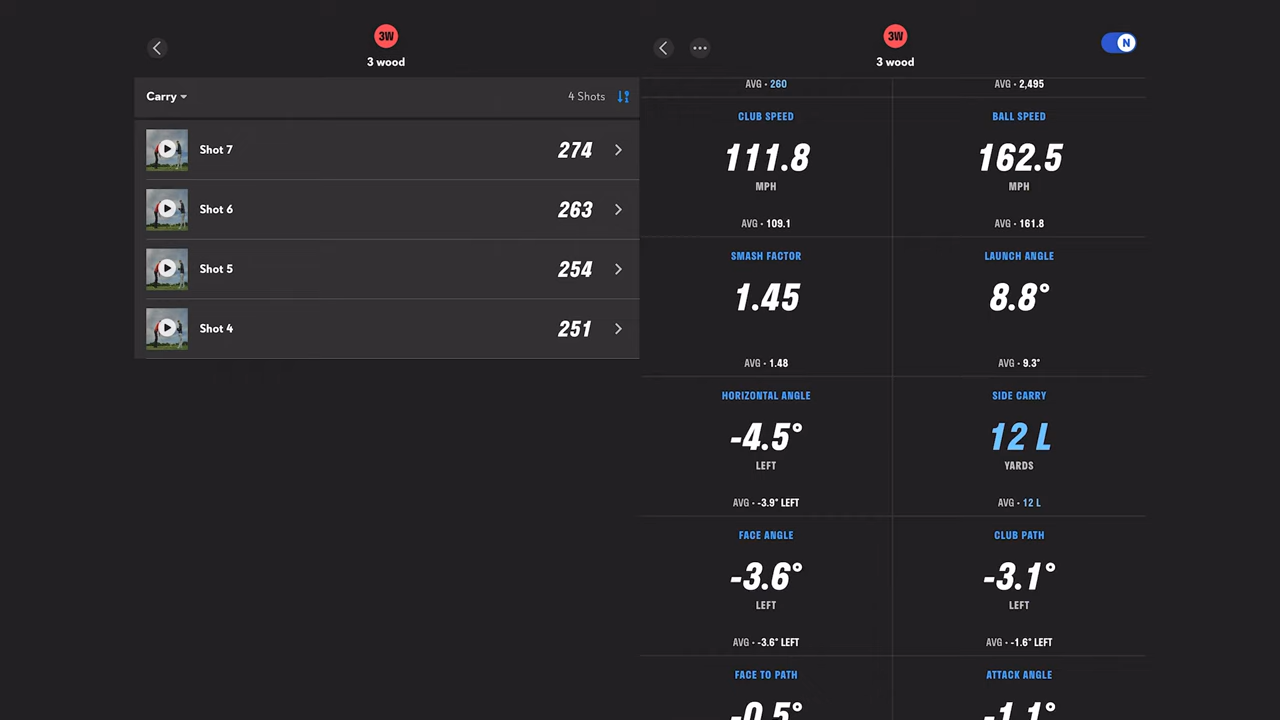 3W
3 wood
Carry
4 Shots
Shot 7
274
Shot 6
263
Shot 5
254
Shot 4
251
3W
3 wood
N
AVG - 260
AVG - 2,495
CLUB SPEED
BALL SPEED
111.8
162.5
MPH
MPH
AVG - 109.1
AVG - 161.8
SMASH FACTOR
LAUNCH ANGLE
1.45
8.8°
AVG - 1.48
AVG - 9.3°
HORIZONTAL ANGLE
SIDE CARRY
-4.5°
12 L
LEFT
YARDS
AVG - -3.9° LEFT
AVG - 12 L
FACE ANGLE
CLUB PATH
-3.6°
-3.1°
LEFT
LEFT
AVG - -3.6° LEFT
AVG - -1.6° LEFT
FACE TO PATH
ATTACK ANGLE
-0.5°
-1.1°